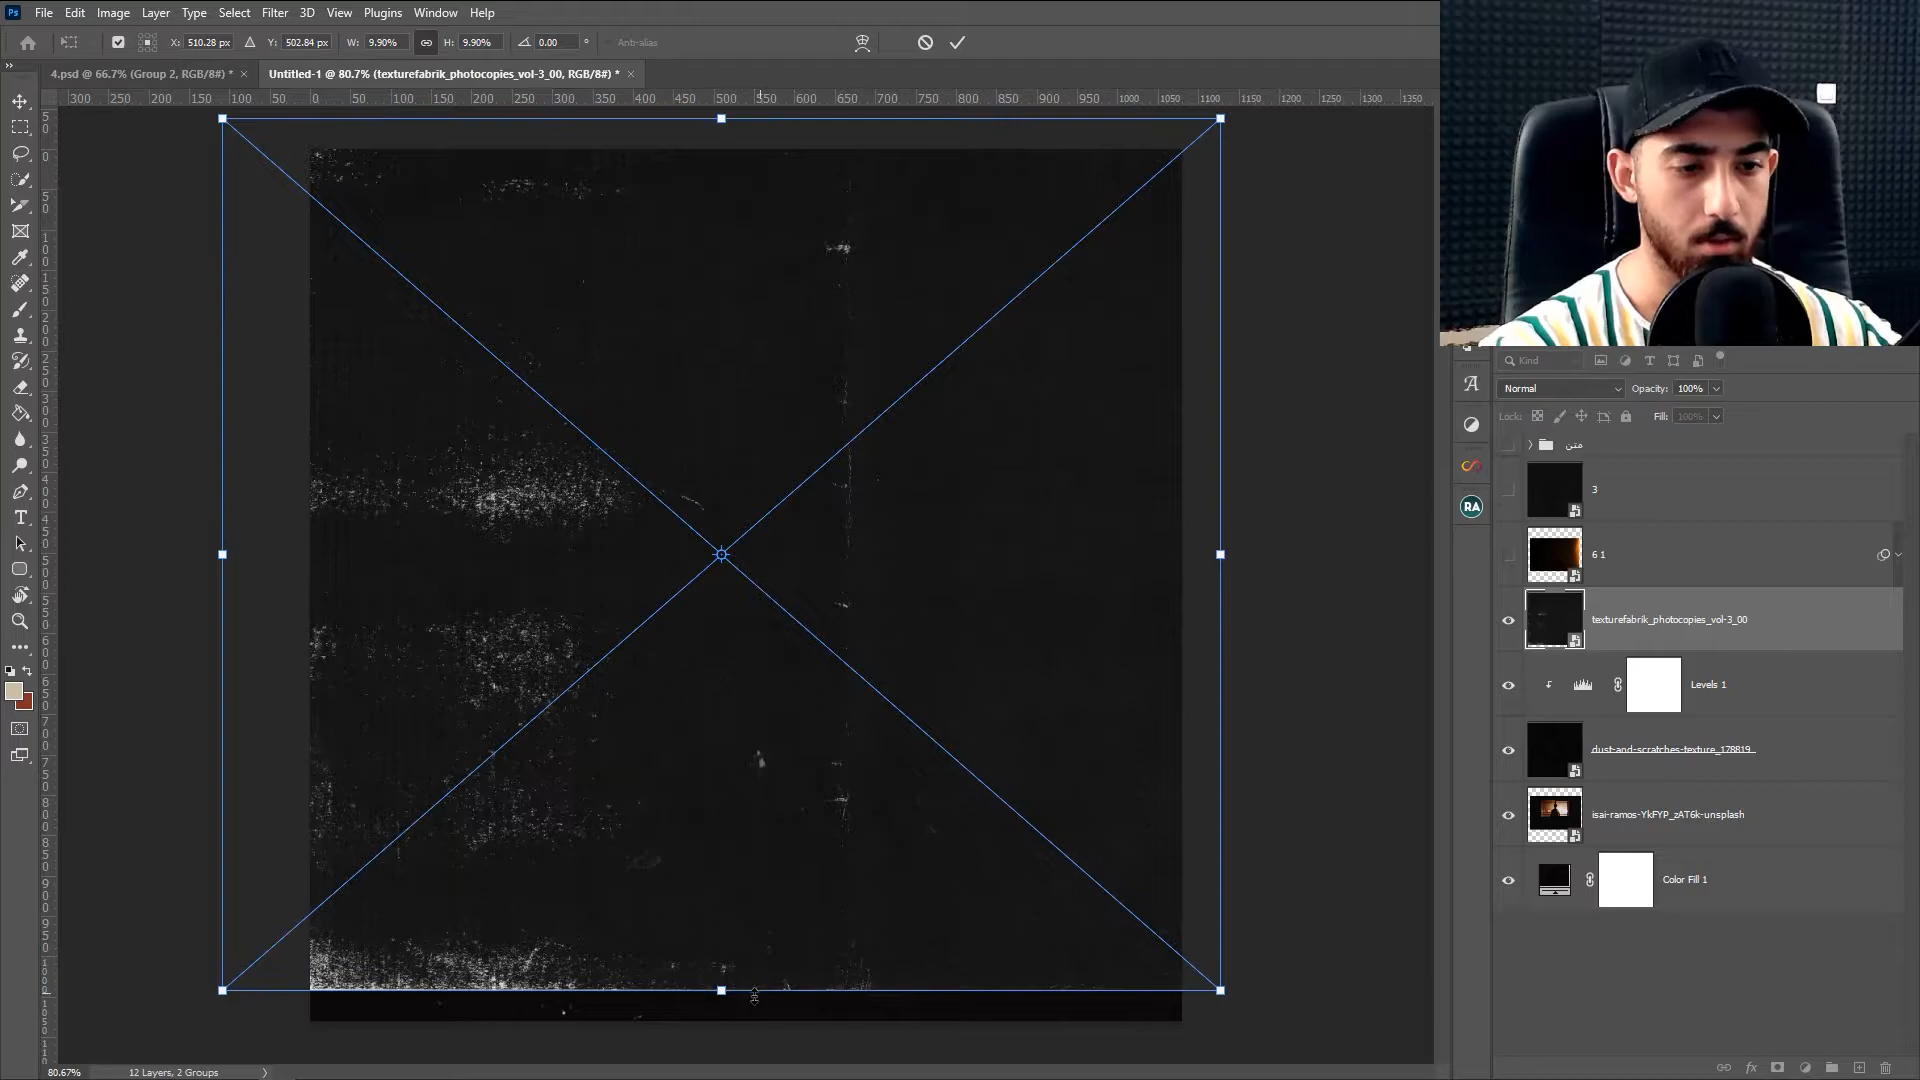 Ps File Edit Image Layer Type Select Filter 3D View Plugins Window Help
X: 510.28 px Y: 502.84 px W: 9.90% H: 9.90% 0.00 ° Anti-alias
4.psd @ 66.7% (Group 2, RGB/8#) * × Untitled-1 @ 80.7% (texturefabrik_photocopies_vol-3_00, RGB/8#) * ×
300 250 200 150 100 50 0 50 100 150 200 250 300 350 400 450 500 550 600 650 700 750 800 850 900 950 1000 1050 1100 1150 1200 1250 1300 1350
Kind
Normal Opacity: 100%
Lock: Fill: 100%
متن
3
6 1
RA
texturefabrik_photocopies_vol-3_00
Levels 1
dust-and-scratches-texture_178819_
isai-ramos-YkFYP_zAT6k-unsplash
Color Fill 1
80.67% 12 Layers, 2 Groups
fx